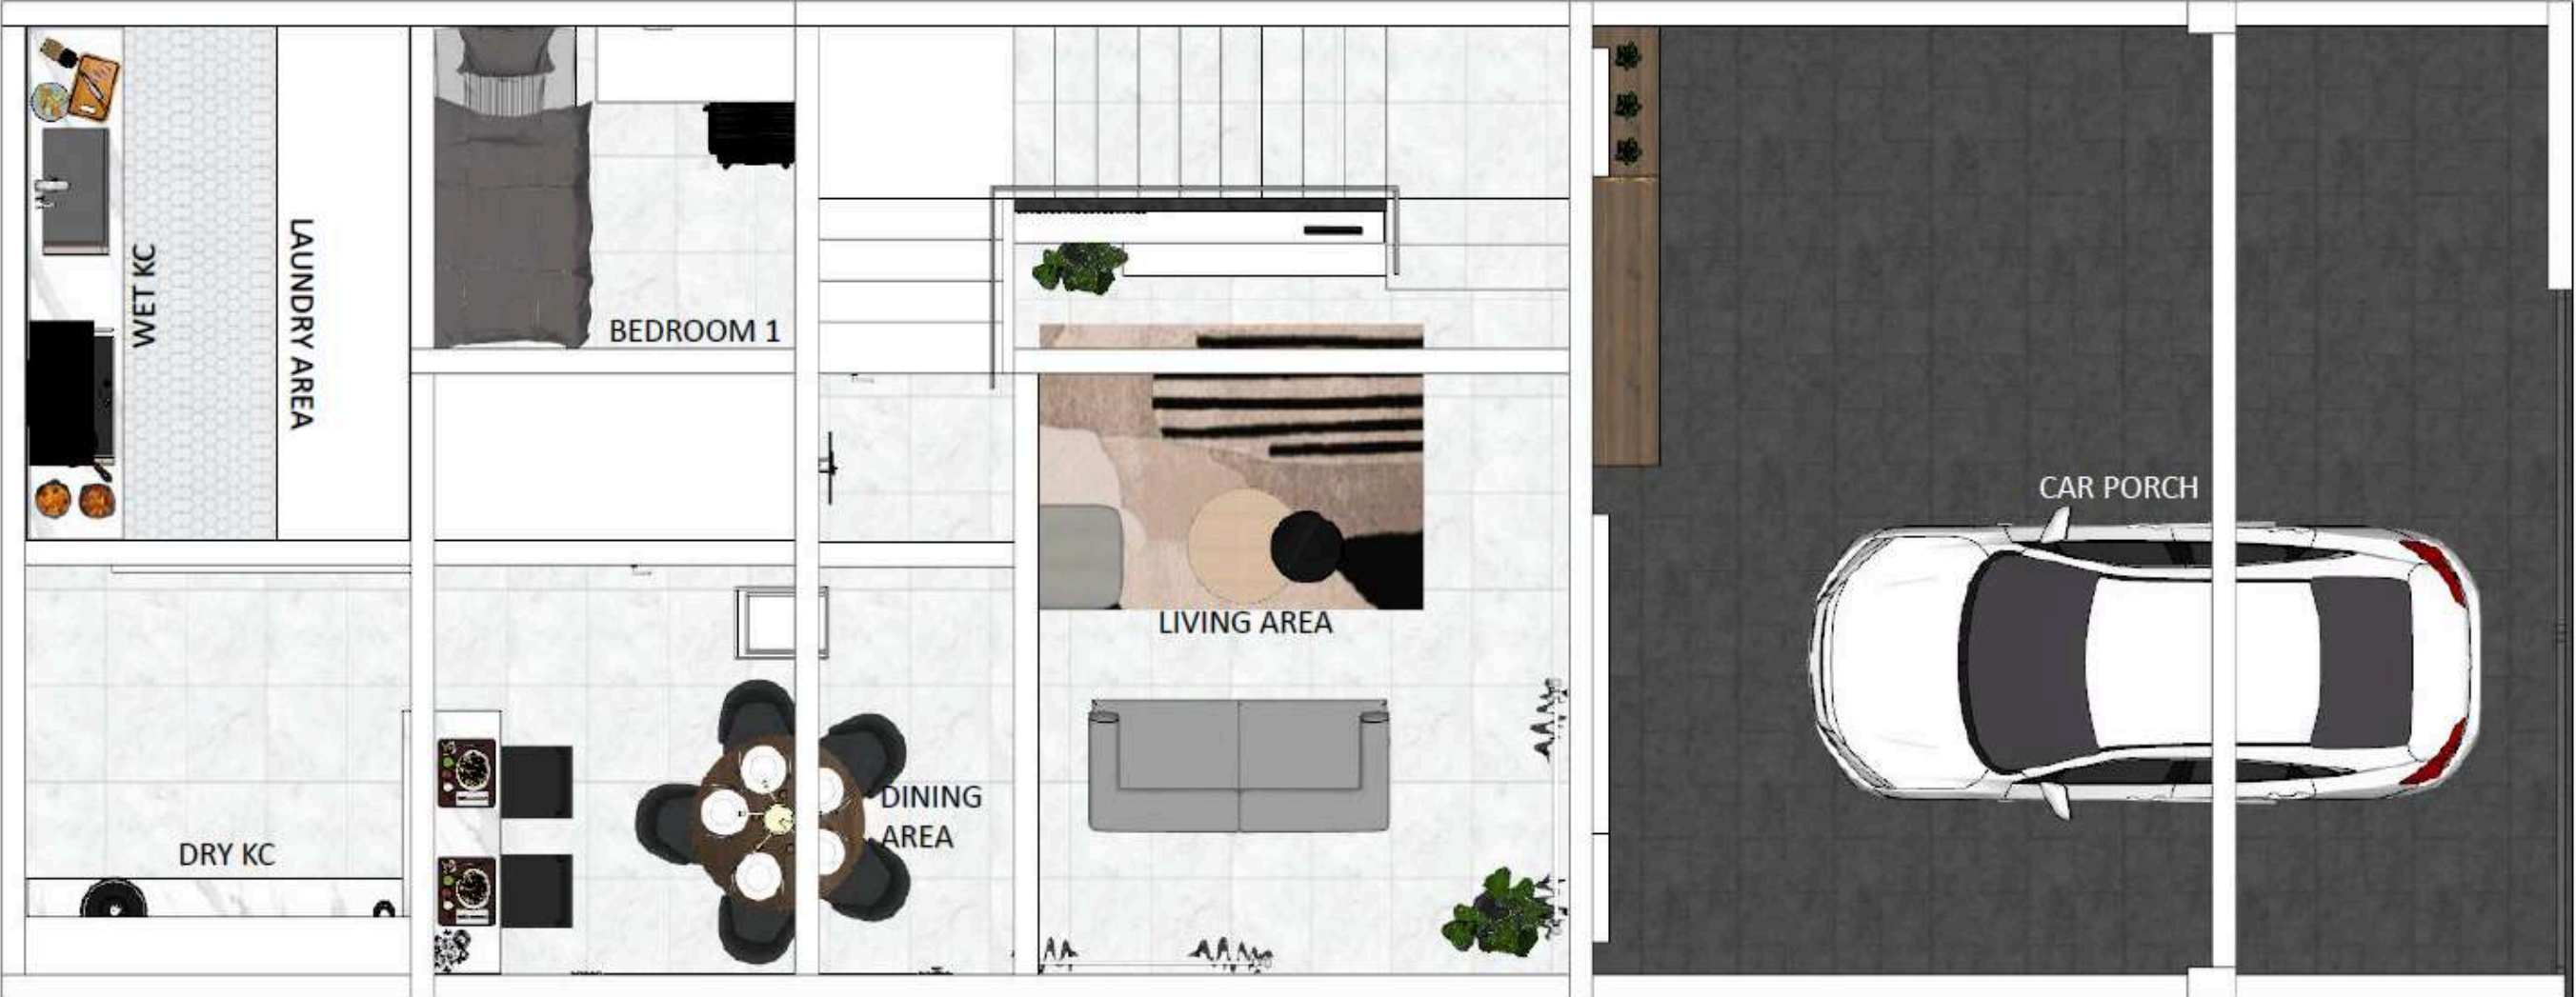 WET KC
LAUNDRY AREA
BEDROOM 1
DRY KC
DINING
AREA
LIVING AREA
CAR PORCH